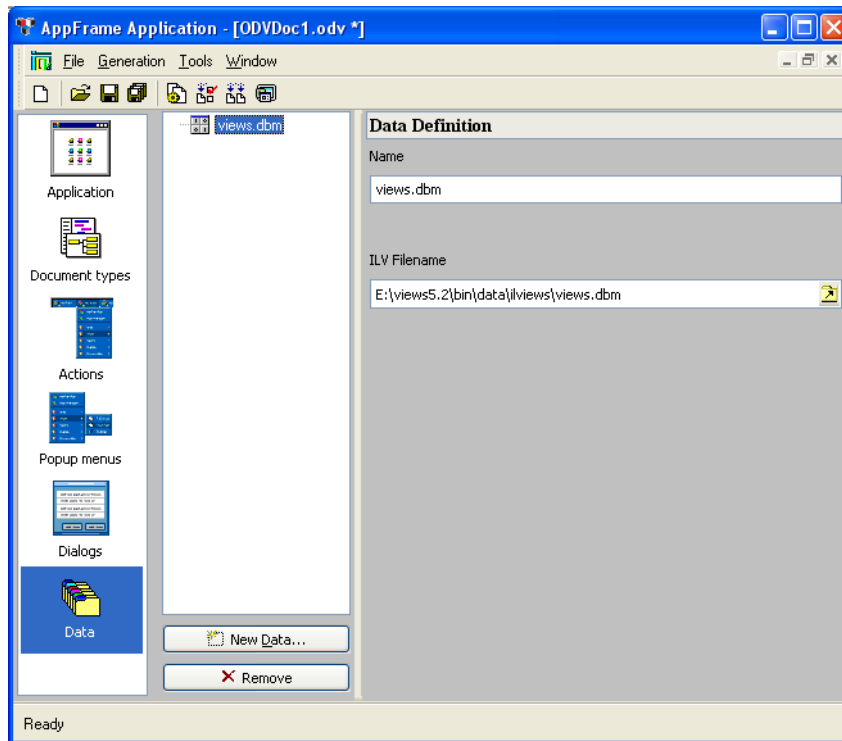 AppFrame Application - [ODVDoc1.odv *]
File Generation Tools Window
Application
Document types
Actions
Popup menus
Dialogs
Data
views.dbm
New Data...
Remove
Data Definition
Name
views.dbm
ILV Filename
E:\views5.2\bin\data\ilviews\views.dbm
Ready